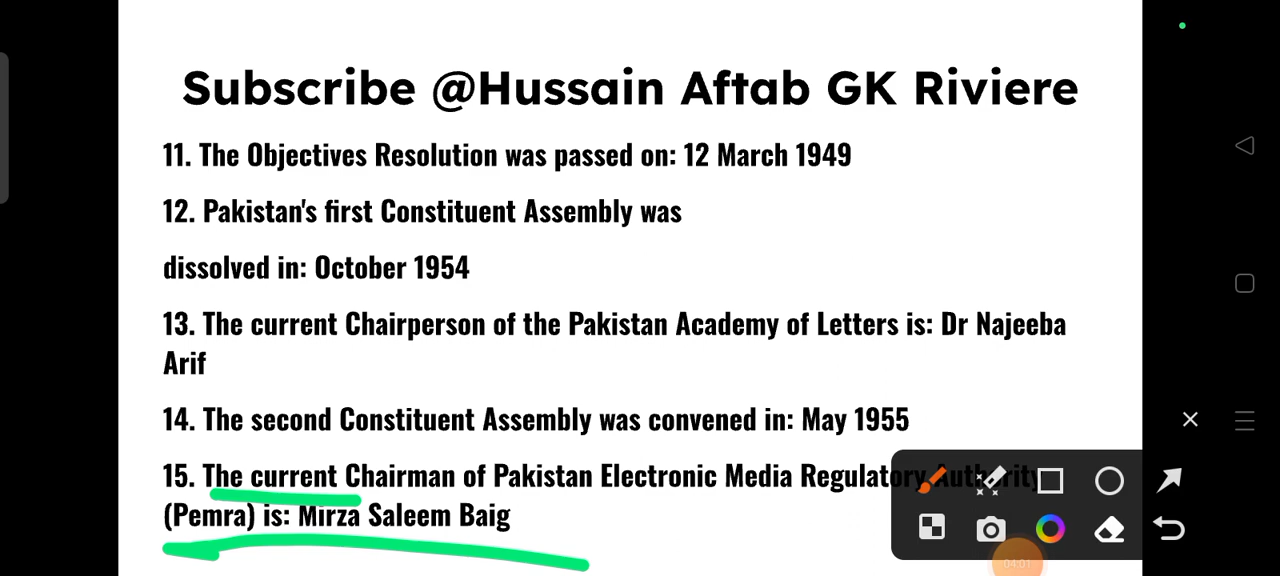 Subscribe @Hussain Aftab GK Riviere
11. The Objectives Resolution was passed on: 12 March 1949
12. Pakistan's first Constituent Assembly was
dissolved in: October 1954
13. The current Chairperson of the Pakistan Academy of Letters is: Dr Najeeba
Arif
14. The second Constituent Assembly was convened in: May 1955
15. The current Chairman of Pakistan Electronic Media Regulatory Authority
(Pemra) is: Mirza Saleem Baig
04:01